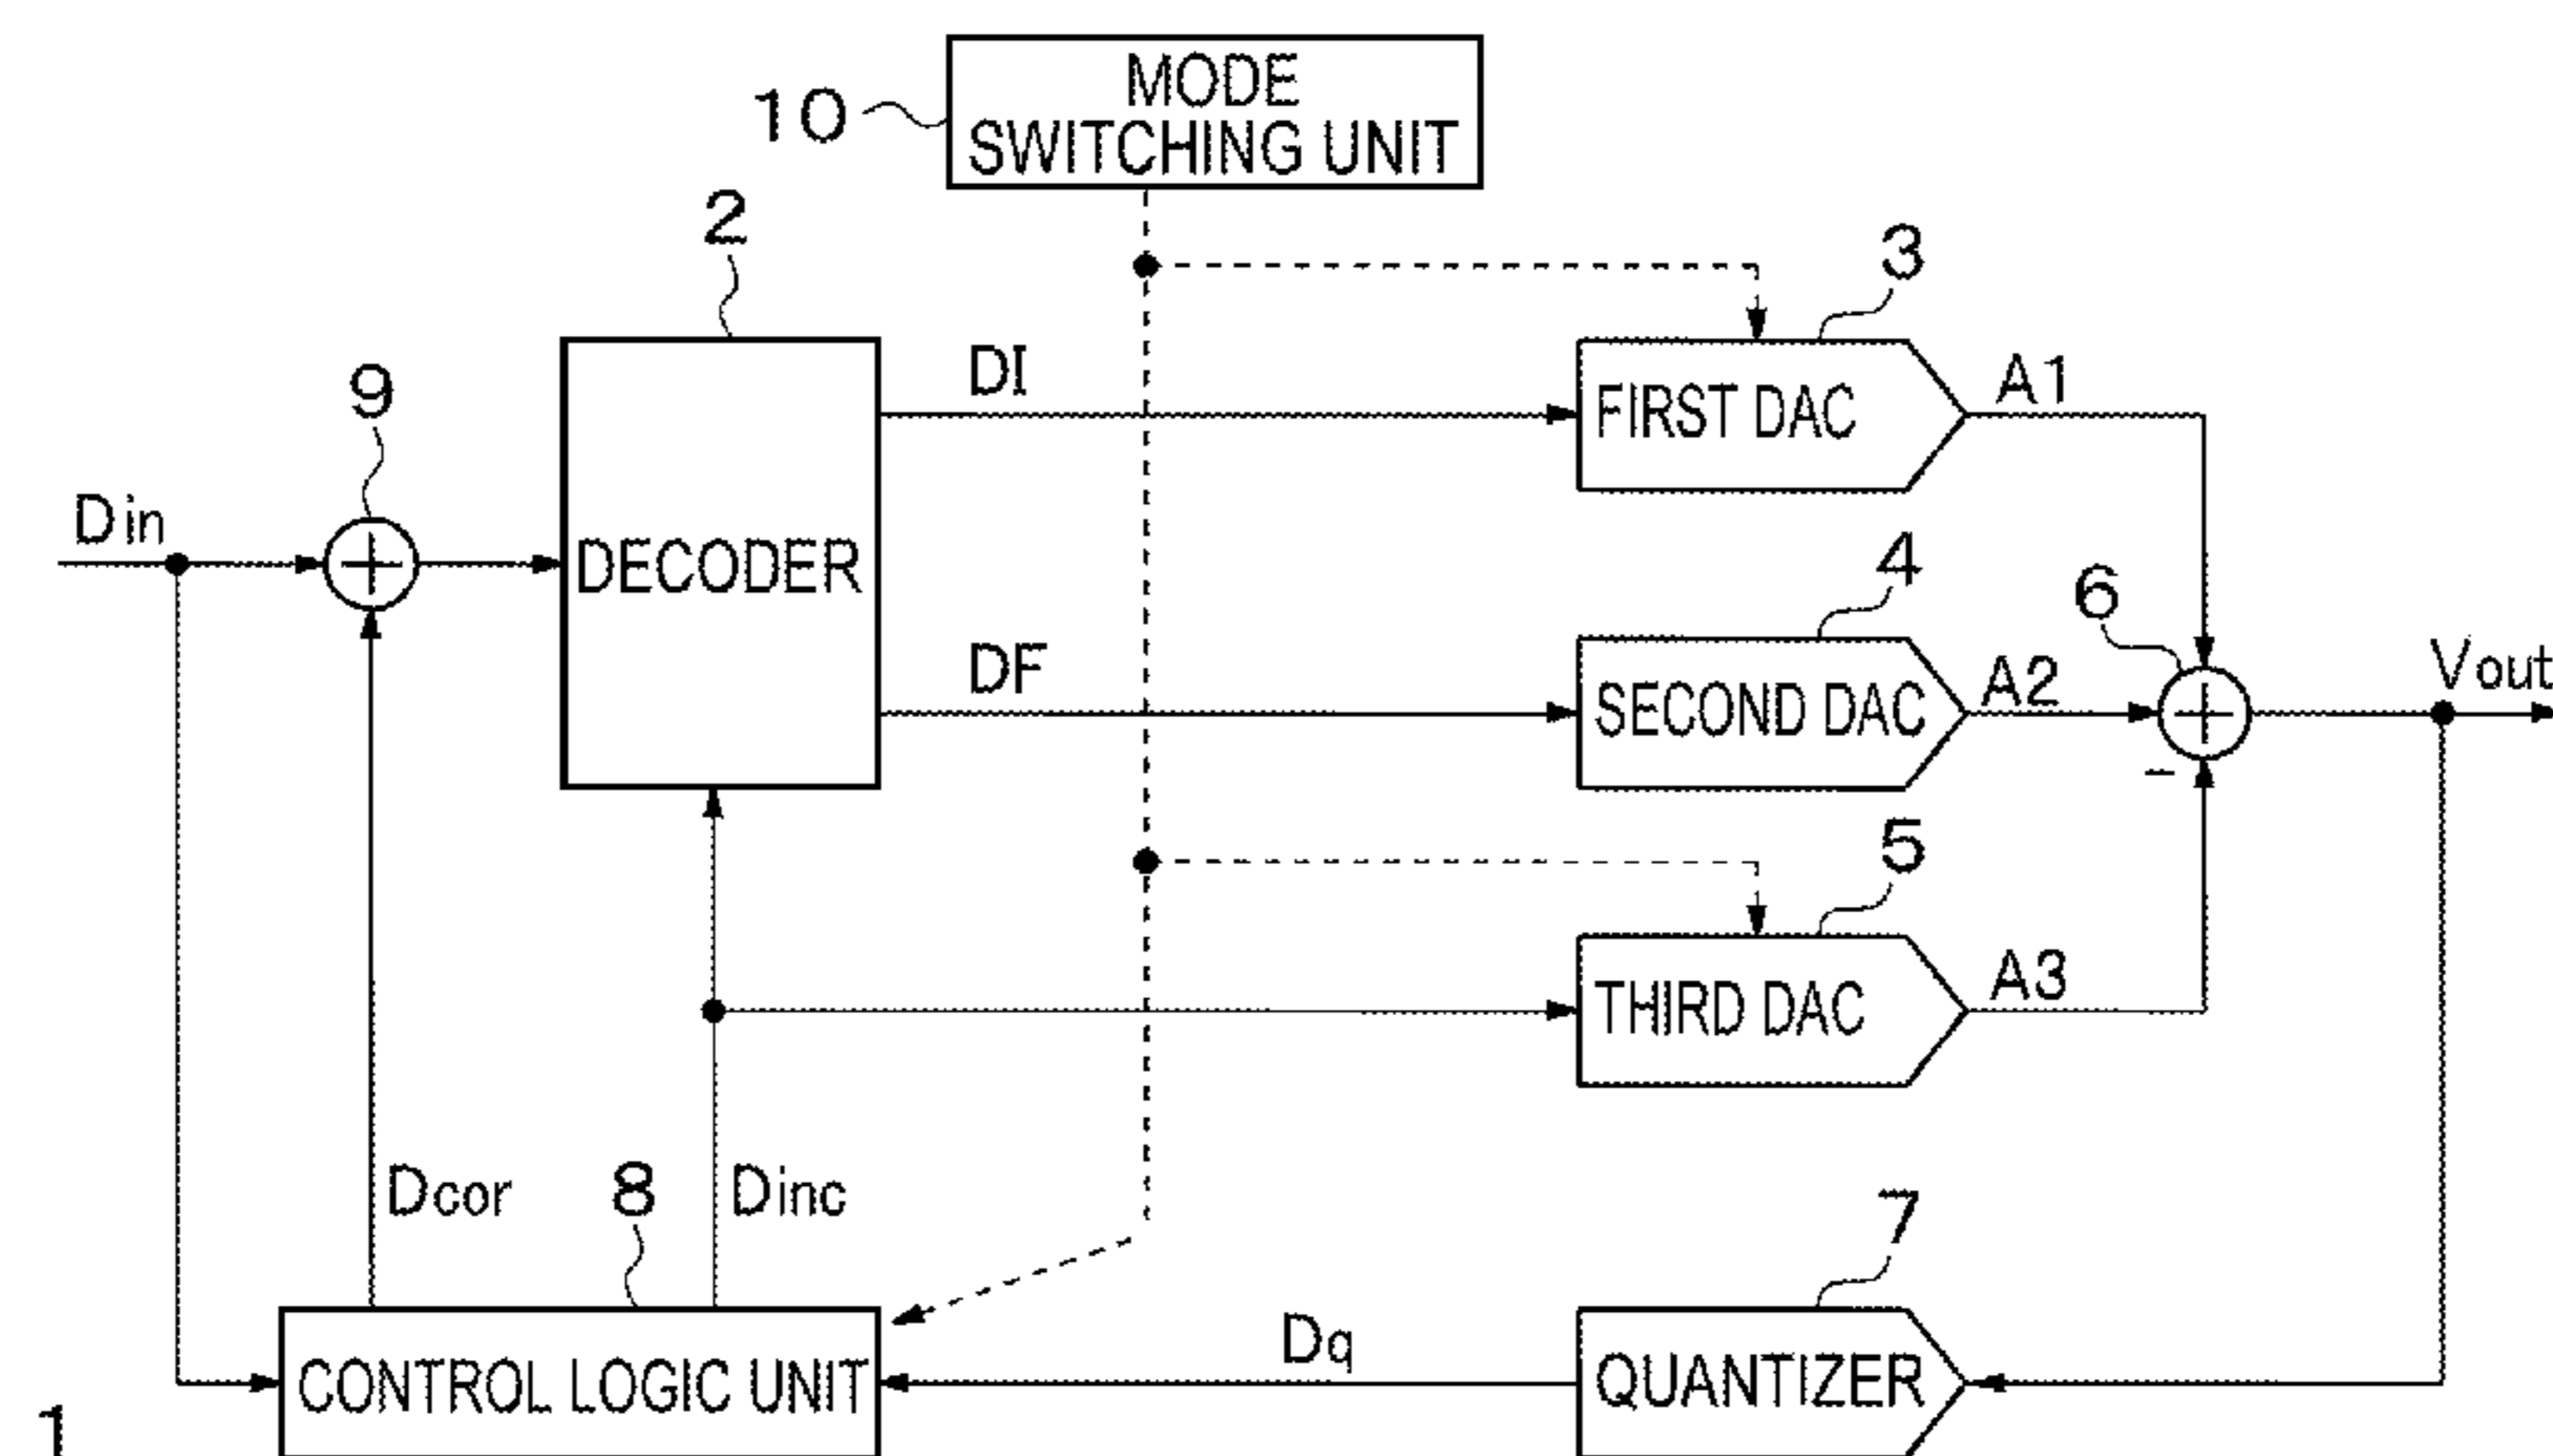 MODE
10 SWITCHING UNIT
2
3
DI
FIRST DAC
A1
9
Din
DECODER
4
6
DF
SECOND DAC
A2
Vout
-
5
THIRD DAC
A3
Dcor
8
Dinc
7
Dq
CONTROL LOGIC UNIT
QUANTIZER
1